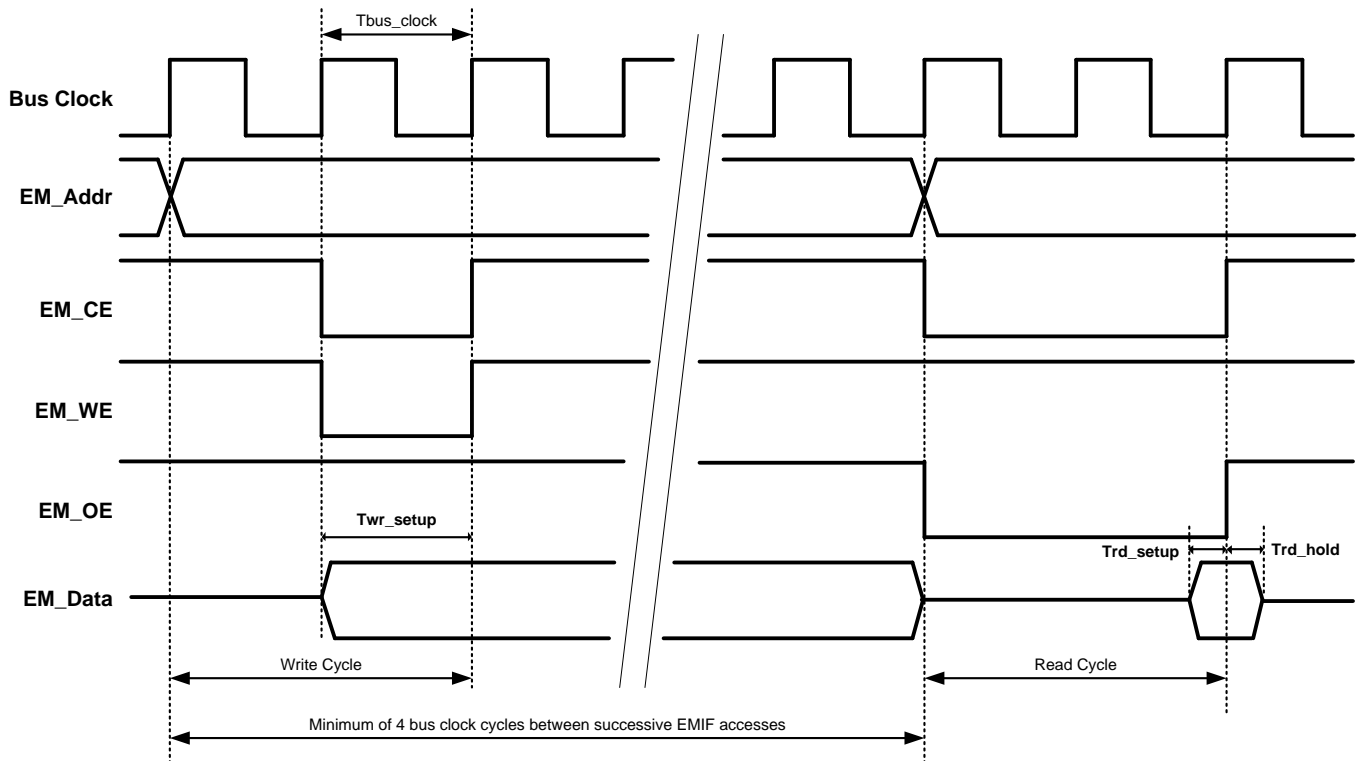 Tbus_clock
Bus Clock
EM_Addr
EM_CE
EM_WE
EM_OE
Twr_setup
Trd_setup
Trd_hold
EM_Data
Write Cycle
Read Cycle
Minimum of 4 bus clock cycles between successive EMIF accesses